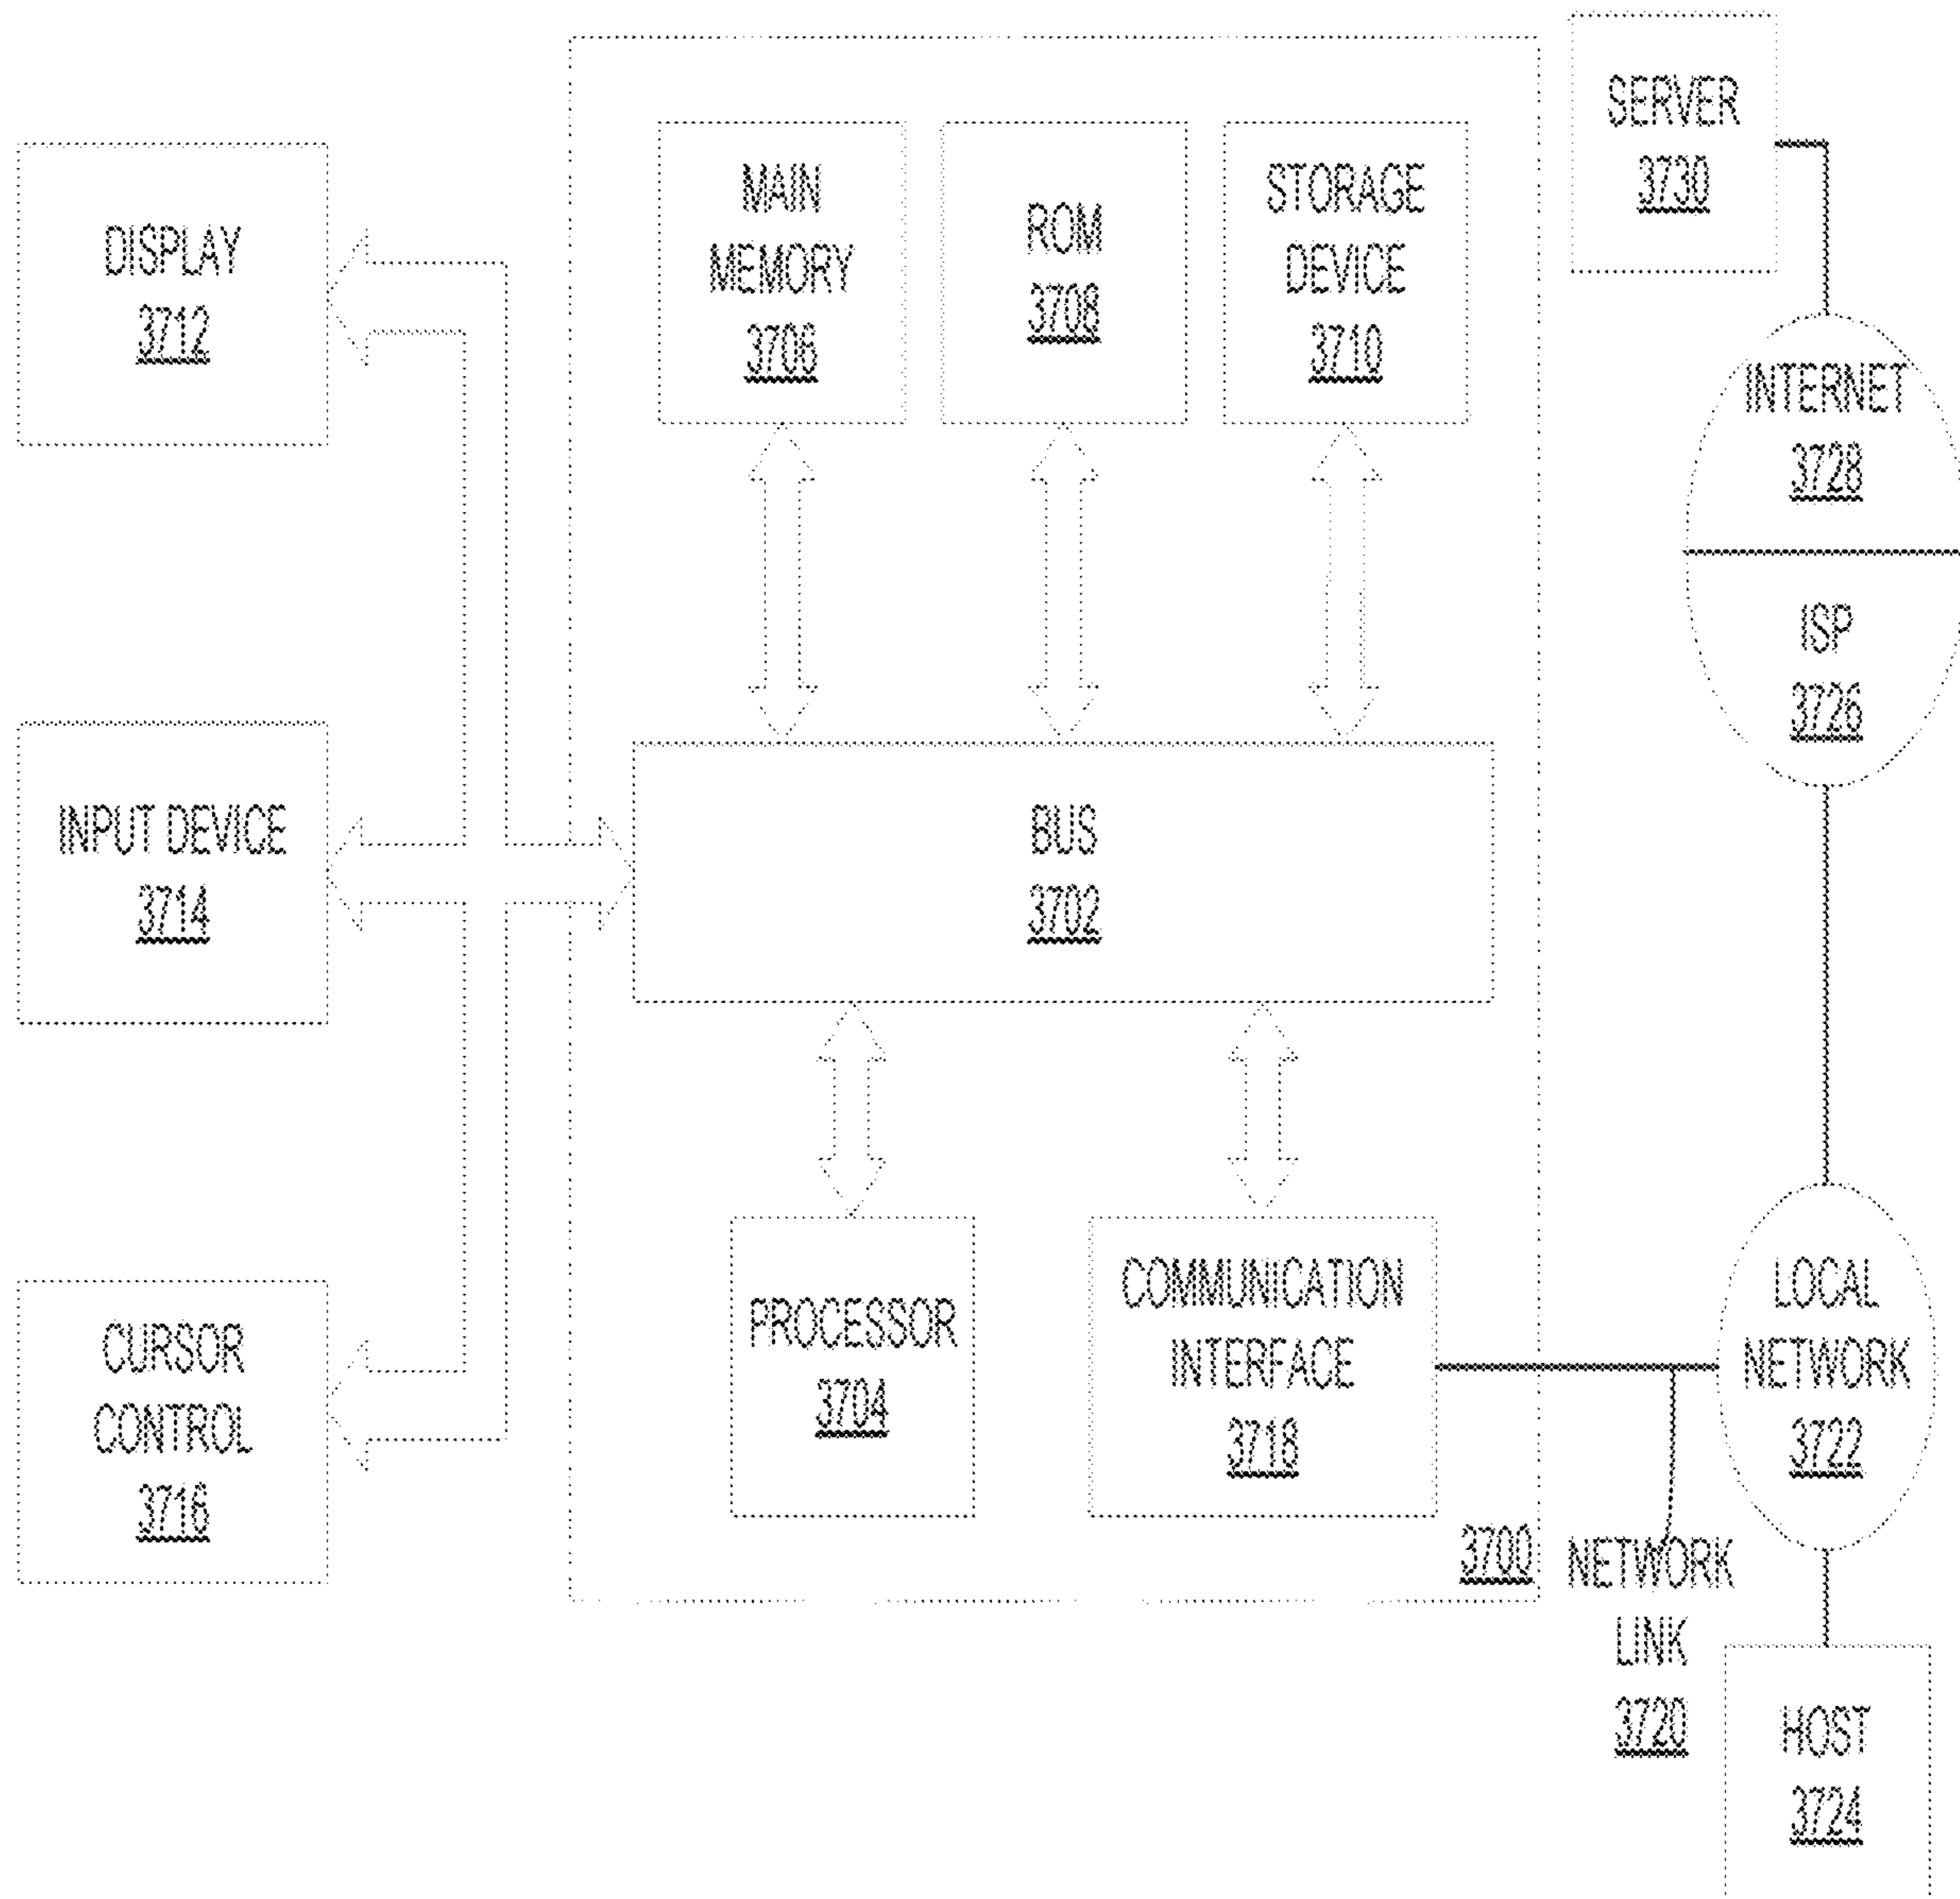 SERVER
3730
DISPLAY
3712
MAIN
MEMORY
3706
ROM
3708
STORAGE
DEVICE
3710
INTERNET
3728
ISP
3726
INPUT DEVICE
3714
BUS
3702
CURSOR
CONTROL
3716
PROCESSOR
3704
COMMUNICATION
INTERFACE
3718
LOCAL
NETWORK
3722
3700
NETWORK
LINK
3720
HOST
3724